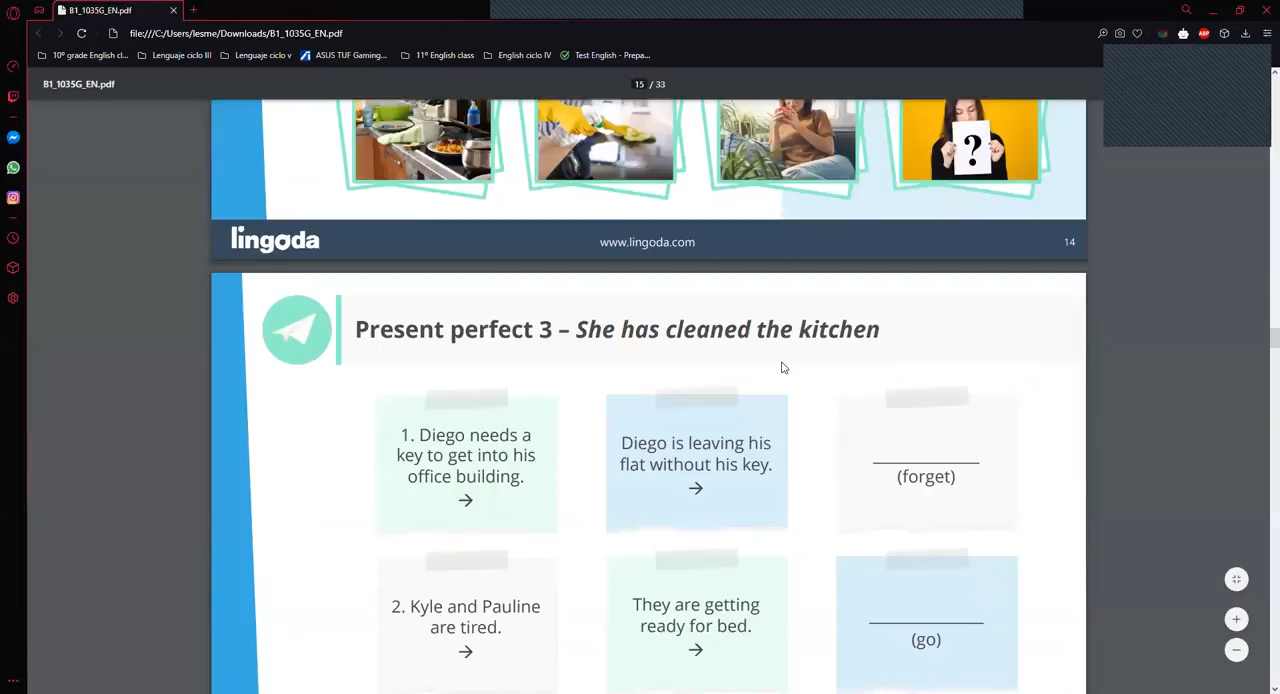 B1_1035G_EN.pdf
file:///C:/Users/lesme/Downloads/B1_1035G_EN.pdf
10º grade English cl...
Lenguaje ciclo III
Lenguaje ciclo v
ASUS TUF Gaming...
11º English class
English ciclo IV
Test English - Prepa...
B1_1035G_EN.pdf
15 / 33
?
lingoda
www.lingoda.com
14
Present perfect 3 – She has cleaned the kitchen
1. Diego needs a
key to get into his
office building.
→
Diego is leaving his
flat without his key.
→
(forget)
2. Kyle and Pauline
are tired.
→
They are getting
ready for bed.
→
(go)